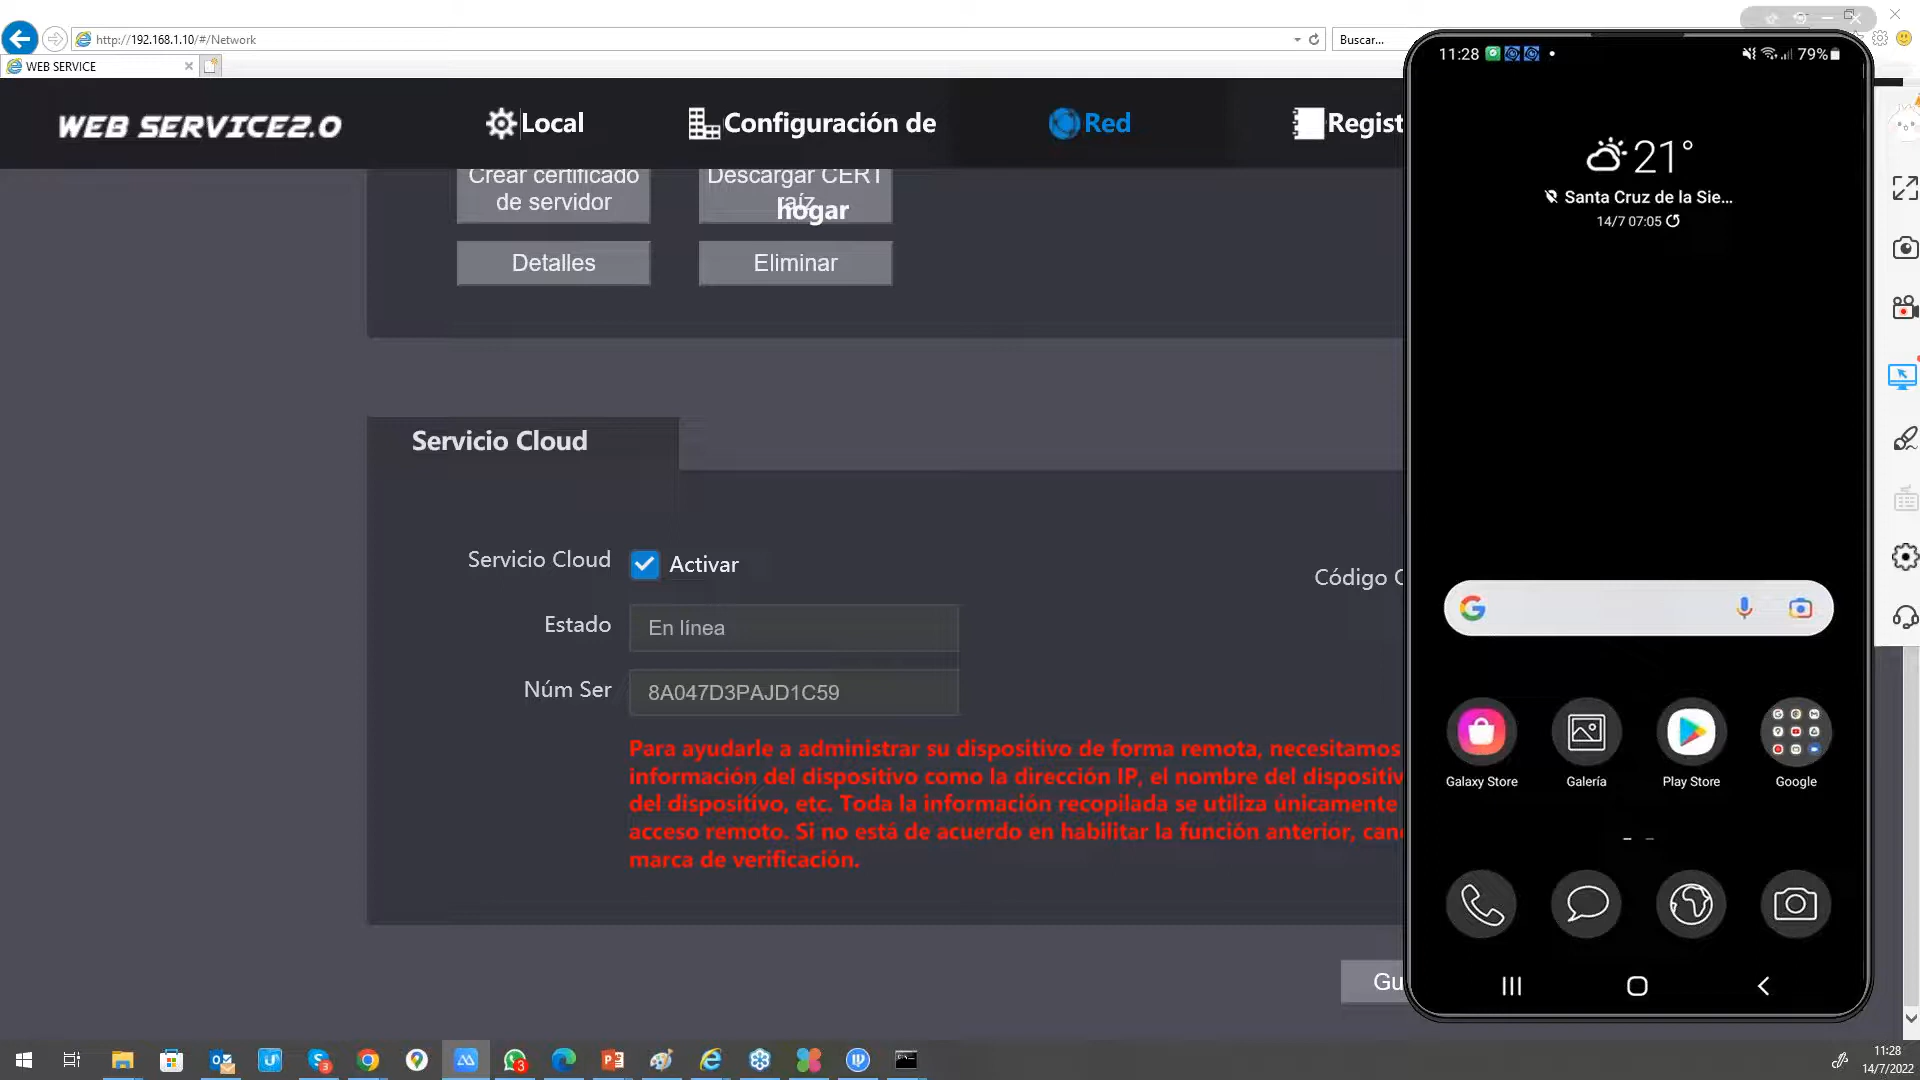 http://192.168.1.10/#/Network
Buscar...
WEB SERVICE
WEB SERVICE2.0
Local
Configuración de
hogar
Red
Regist
Crear certificado
de servidor
Descargar CERT
raíz
Detalles
Eliminar
Servicio Cloud
Servicio Cloud
Activar
Código C
Estado
En línea
Núm Ser
8A047D3PAJD1C59
Para ayudarle a administrar su dispositivo de forma remota, necesitamos
información del dispositivo como la dirección IP, el nombre del dispositiv
del dispositivo, etc. Toda la información recopilada se utiliza únicamente
acceso remoto. Si no está de acuerdo en habilitar la función anterior, canc
marca de verificación.
Gu
11:28
79%
21°
Santa Cruz de la Sie...
14/7 07:05
Galaxy Store
Galería
Play Store
Google
11:28
14/7/2022